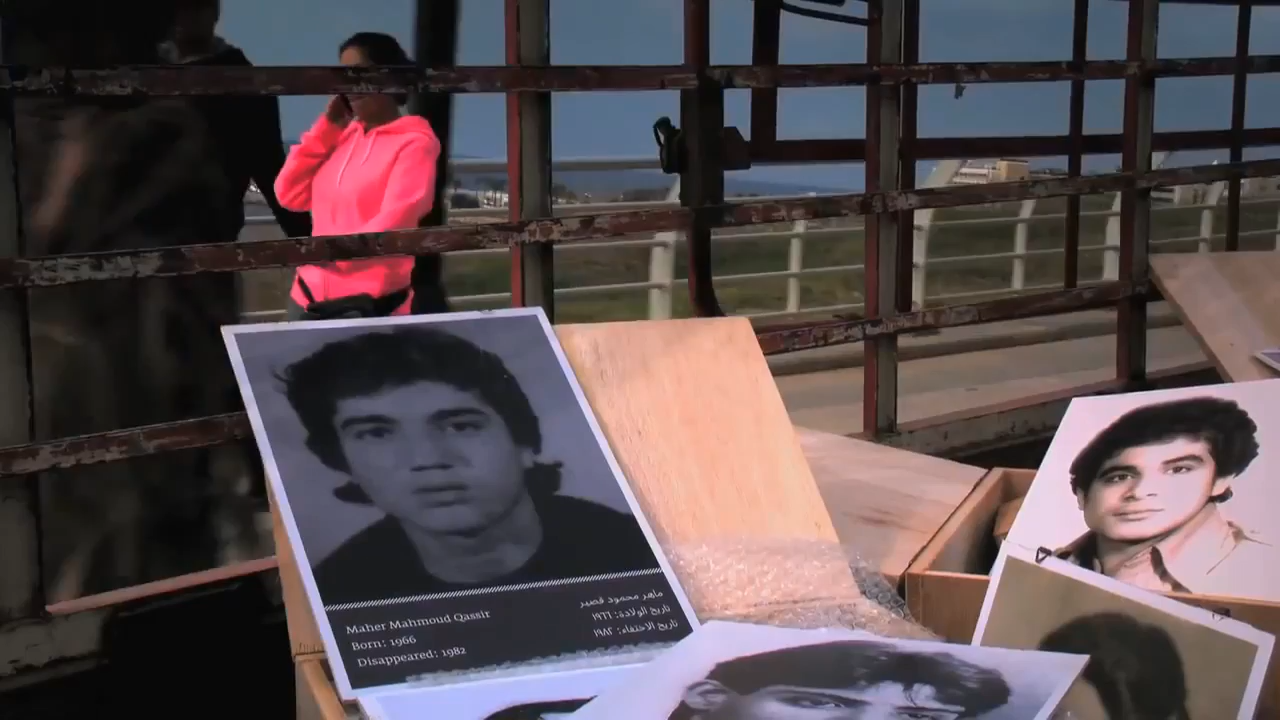 Maher Mahmoud Qassir
Born: 1966
Disappeared: 1982
ماهر محمود قصير
تاريخ الولادة: ١٩٦٦
تاريخ الاختفاء: ١٩٨٢